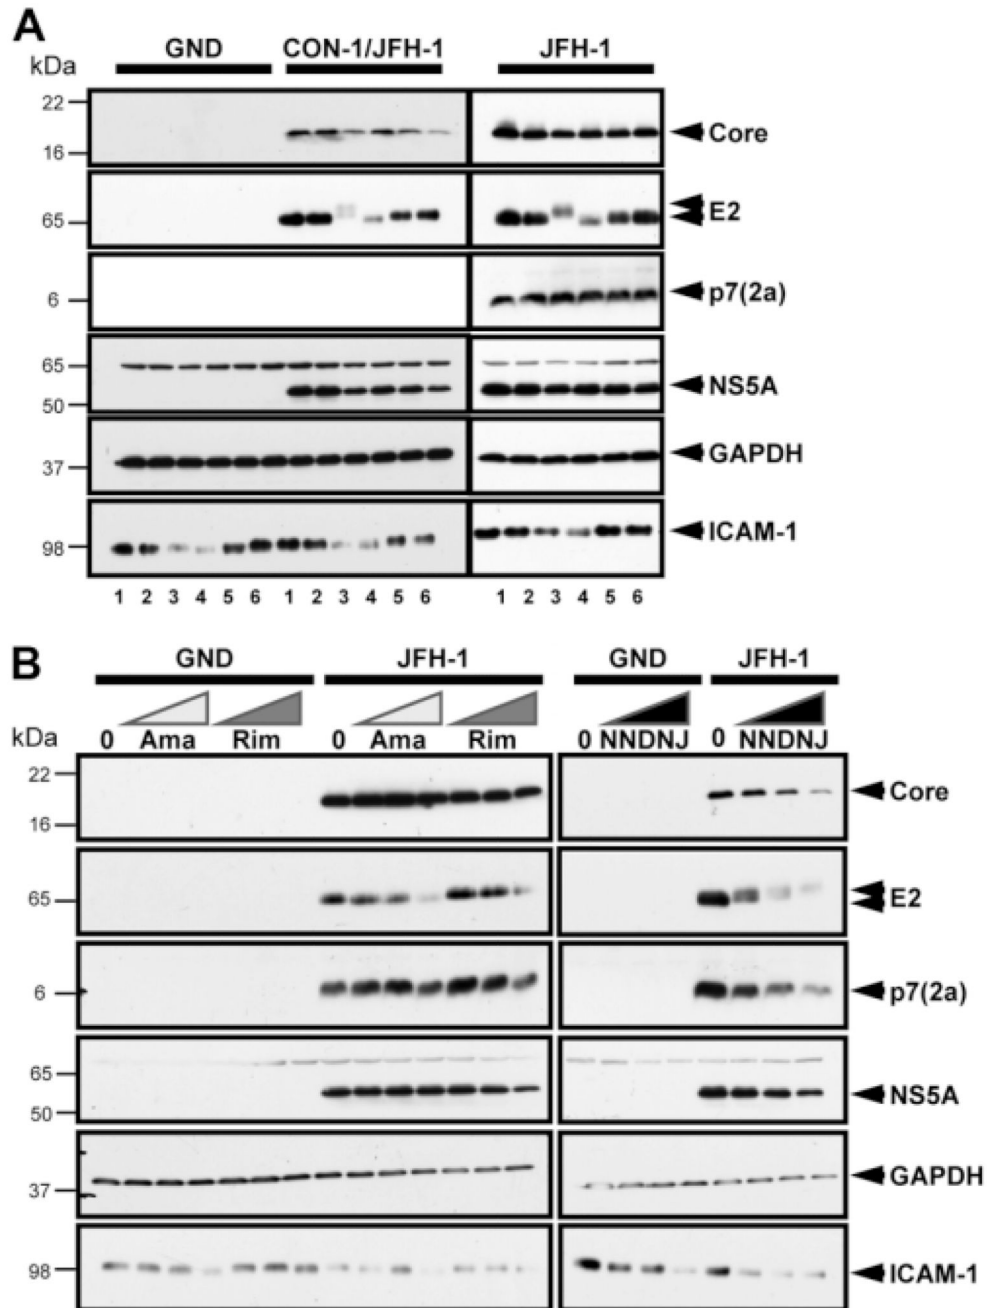 A
GND CON-1/JFH-1 JFH-1
kDa
22
16
Core
65
E2
6
p7(2a)
65
50
NS5A
37
GAPDH
98
ICAM-1
1 2 3 4 5 6 1 2 3 4 5 6 1 2 3 4 5 6
B
GND JFH-1 GND JFH-1
kDa 0 Ama Rim 0 Ama Rim 0 NNDNJ 0 NNDNJ
22
16
Core
65
E2
6
p7(2a)
65
50
NS5A
37
GAPDH
98
ICAM-1